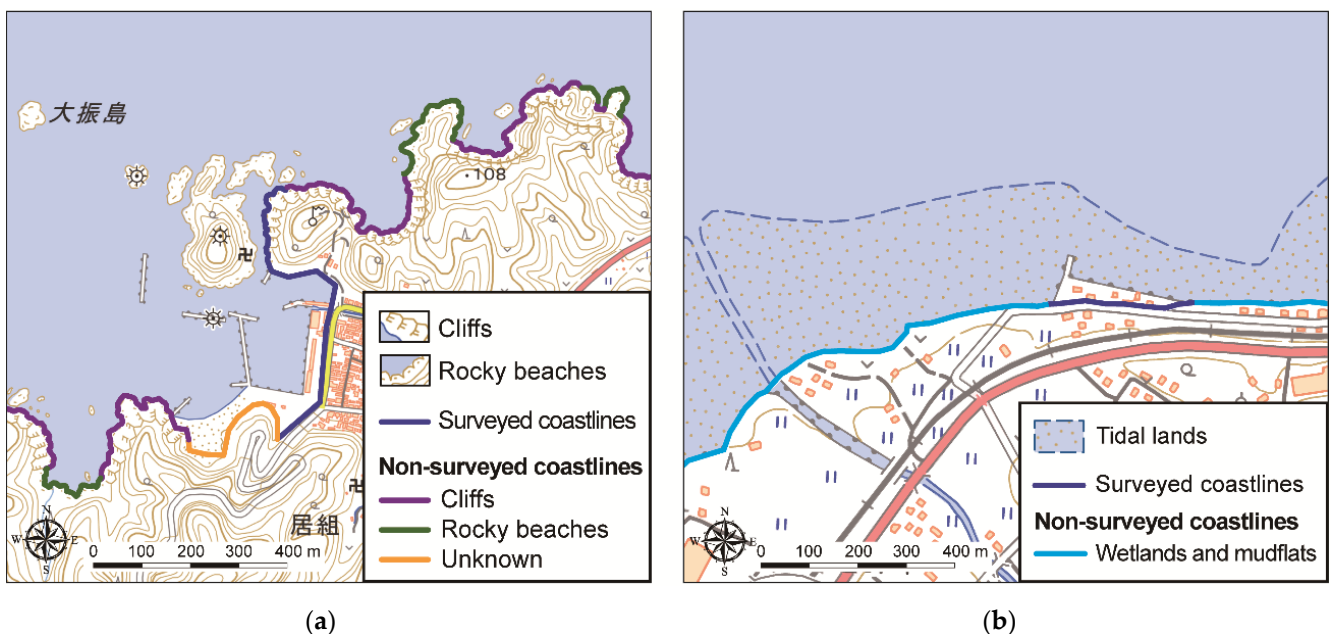 大振島
108
卍
卍
居組
N
W E
S
0 100 200 300 400 m
Cliffs
Rocky beaches
Surveyed coastlines
Non-surveyed coastlines
Cliffs
Rocky beaches
Unknown
(a)
N
W E
S
0 100 200 300 400 m
Tidal lands
Surveyed coastlines
Non-surveyed coastlines
Wetlands and mudflats
(b)